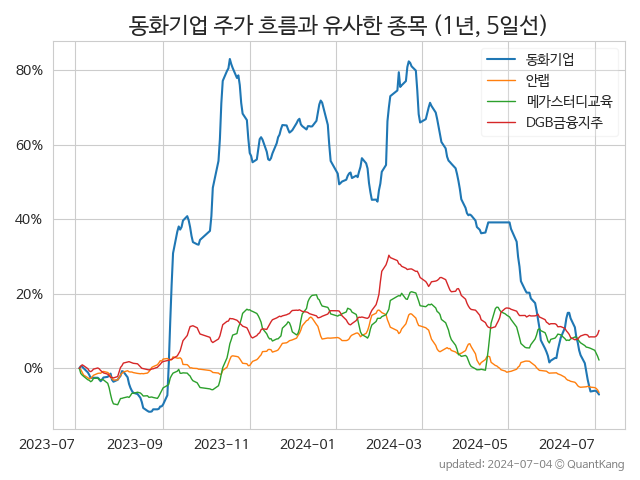 동화기업 주가 흐름과 유사한 종목 (1년, 5일선)
동화기업
안랩
메가스터디교육
DGB금융지주
80%
60%
40%
20%
0%
2023-07 2023-09 2023-11 2024-01 2024-03 2024-05 2024-07
updated: 2024-07-04 © QuantKang